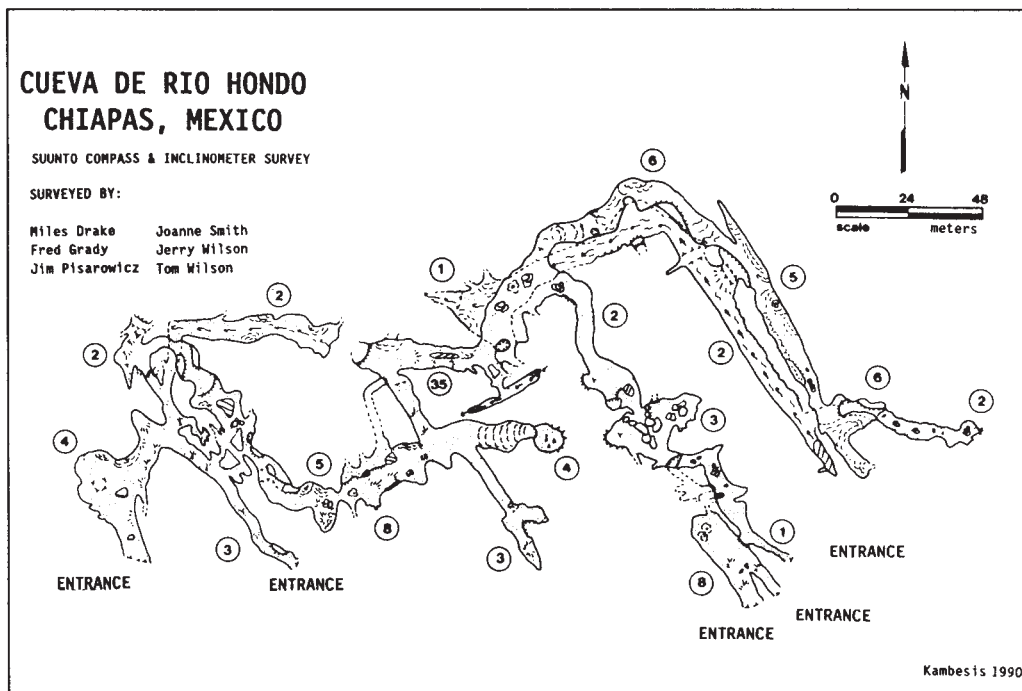 CUEVA DE RIO HONDO
CHIAPAS, MEXICO
SUUNTO COMPASS & INCLINOMETER SURVEY
SURVEYED BY:
Miles Drake Joanne Smith
Fred Grady Jerry Wilson
Jim Pisarowicz Tom Wilson
N
0 24 48
scale meters
6
1
5
2
2
2
2
35
6
2
3
4
5
4
8
3
3
1
8
ENTRANCE
ENTRANCE
ENTRANCE
ENTRANCE
ENTRANCE
Kambesis 1990